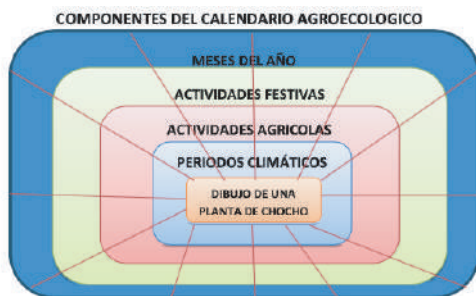 COMPONENTES DEL CALENDARIO AGROECOLOGICO
MESES DEL AÑO
ACTIVIDADES FESTIVAS
ACTIVIDADES AGRICOLAS
PERIODOS CLIMÁTICOS
DIBUJO DE UNA
PLANTA DE CHOCHO